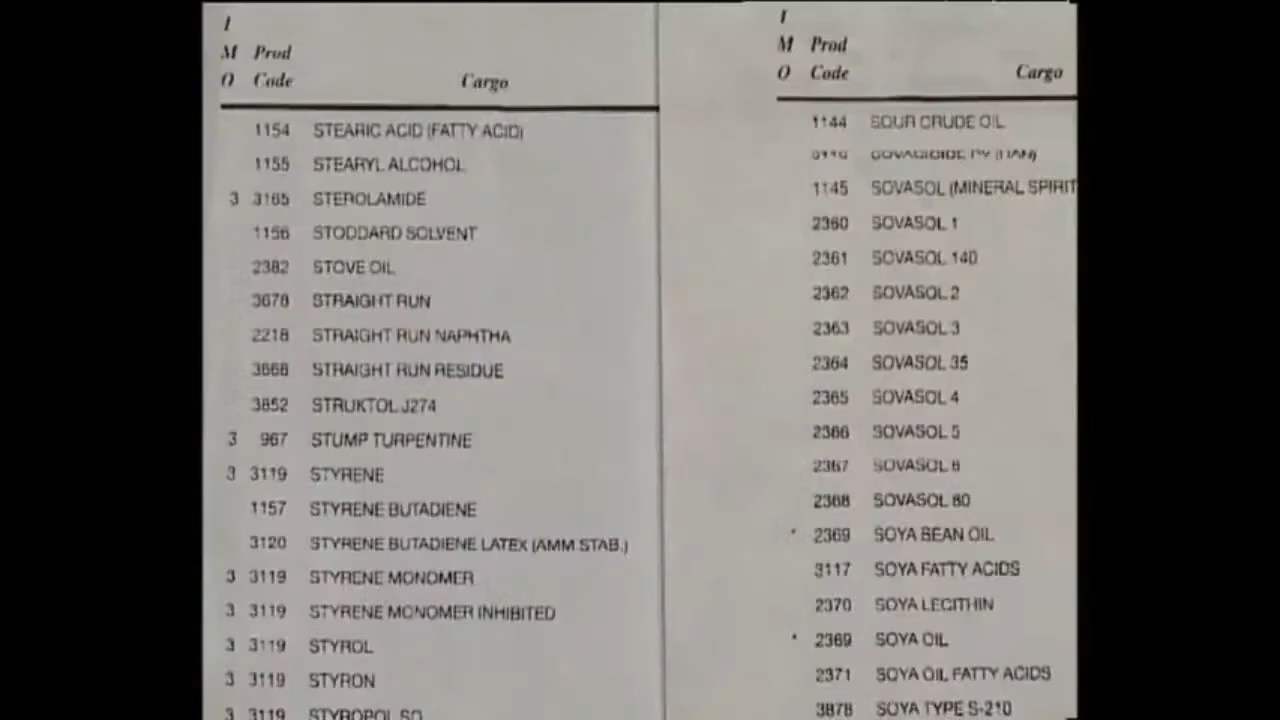 I
M Prod
O Code Cargo
1154 STEARIC ACID (FATTY ACID)
1155 STEARYL ALCOHOL
3 3165 STEROLAMIDE
1156 STODDARD SOLVENT
2382 STOVE OIL
3678 STRAIGHT RUN
2218 STRAIGHT RUN NAPHTHA
3668 STRAIGHT RUN RESIDUE
3852 STRUKTOL J274
3 967 STUMP TURPENTINE
3 3119 STYRENE
1157 STYRENE BUTADIENE
3120 STYRENE BUTADIENE LATEX (AMM STAB.)
3 3119 STYRENE MONOMER
3 3119 STYRENE MONOMER INHIBITED
3 3119 STYROL
3 3119 STYRON
3 3119 STYROPOL SO
I
M Prod
O Code Cargo
1144 SOUR CRUDE OIL
1145 SOVASOL (MINERAL SPIRIT
2360 SOVASOL 1
2361 SOVASOL 140
2362 SOVASOL 2
2363 SOVASOL 3
2364 SOVASOL 35
2365 SOVASOL 4
2366 SOVASOL 5
2367 SOVASOL 6
2368 SOVASOL 60
* 2369 SOYA BEAN OIL
3117 SOYA FATTY ACIDS
2370 SOYA LECITHIN
* 2369 SOYA OIL
2371 SOYA OIL FATTY ACIDS
3878 SOYA TYPE S-210